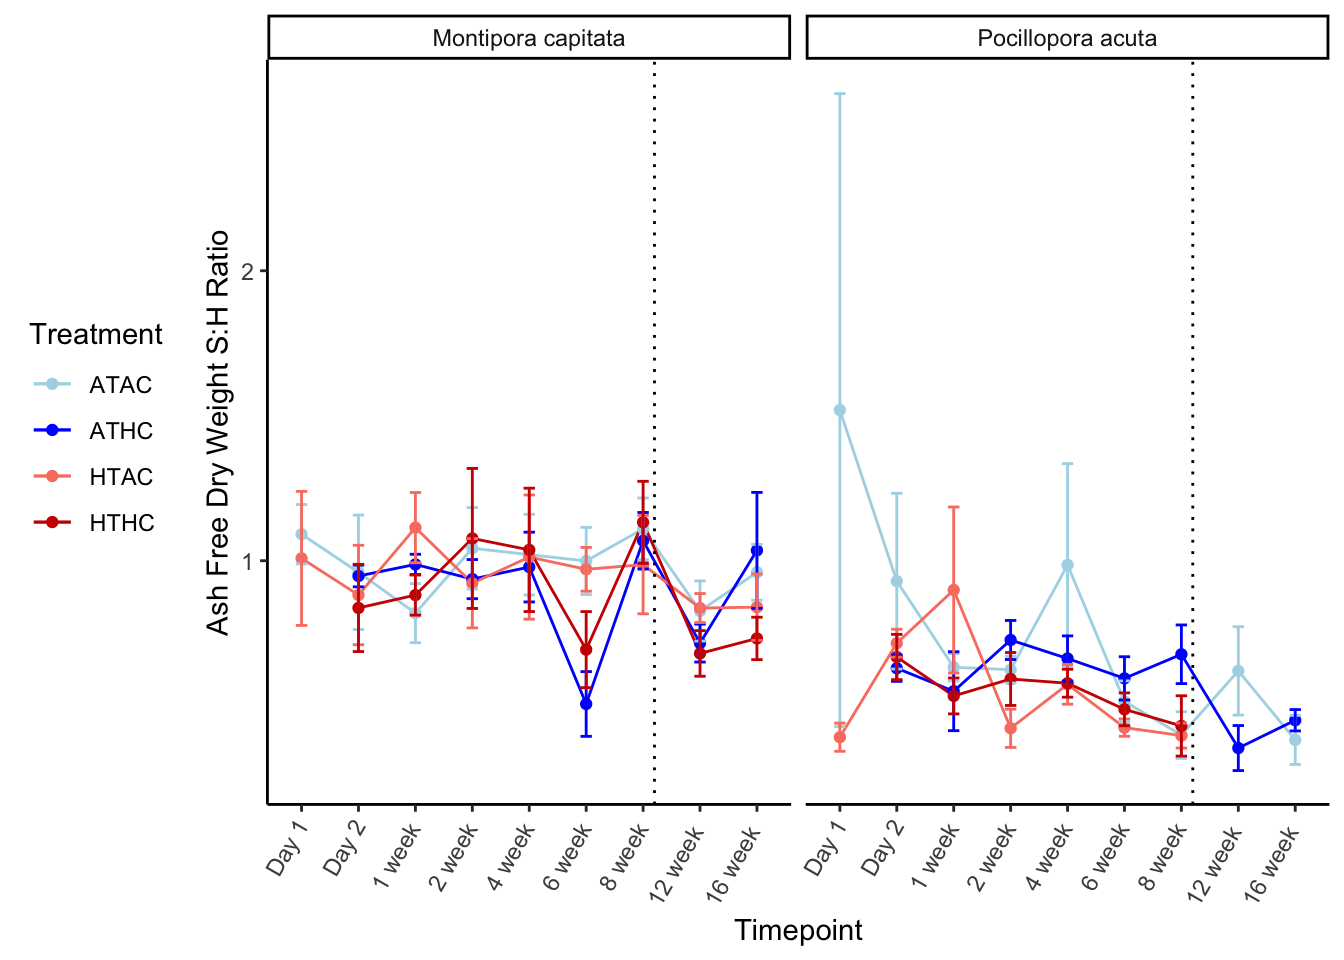 Montipora capitata
Pocillopora acuta
Ash Free Dry Weight S:H Ratio
2
1
Treatment
ATAC
ATHC
HTAC
HTHC
Day 1
Day 2
1 week
2 week
4 week
6 week
8 week
12 week
16 week
Day 1
Day 2
1 week
2 week
4 week
6 week
8 week
12 week
16 week
Timepoint